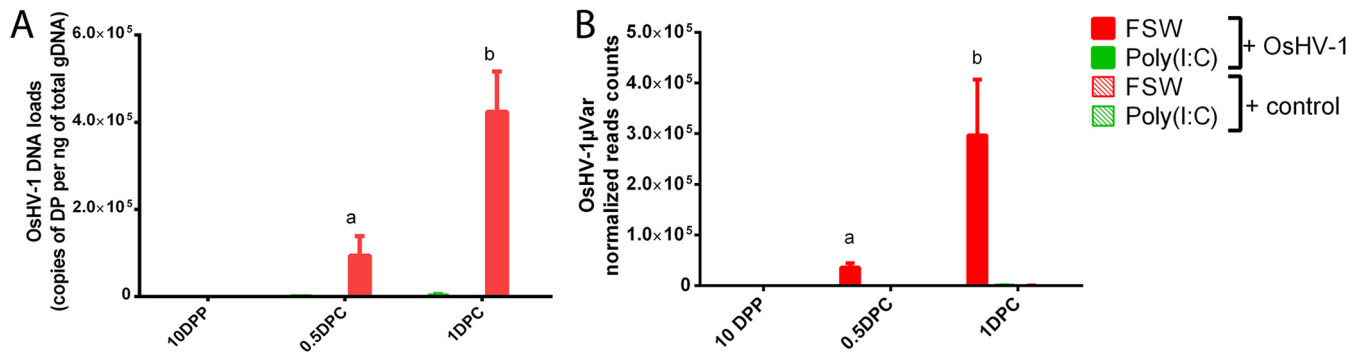 A
OsHV-1 DNA loads
(copies of DP per ng of total gDNA)
6.0×10⁵
4.0×10⁵
2.0×10⁵
0
a
b
10DPP
0.5DPC
1DPC
B
OsHV-1µVar
normalized reads counts
5.0×10⁵
4.0×10⁵
3.0×10⁵
2.0×10⁵
1.0×10⁵
0
a
b
10 DPP
0.5DPC
1DPC
FSW
Poly(I:C)
+ OsHV-1
FSW
Poly(I:C)
+ control